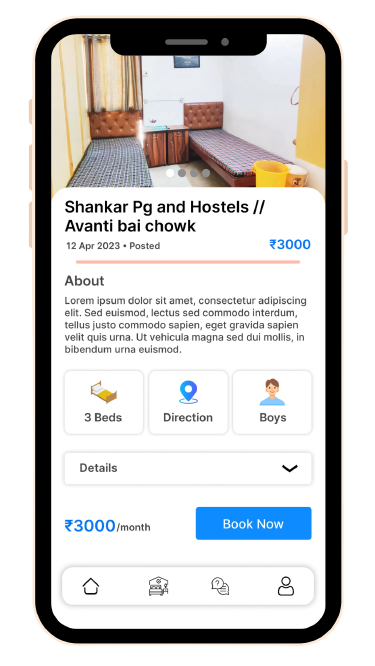 Shankar Pg and Hostels //
Avanti bai chowk
12 Apr 2023 • Posted ₹3000
About
Lorem ipsum dolor sit amet, consectetur adipiscing
elit. Sed euismod, lectus sed commodo interdum,
tellus justo commodo sapien, eget gravida sapien
velit quis urna. Ut vehicula magna sed dui mollis, in
bibendum urna euismod.
3 Beds Direction Boys
Details
₹3000/month Book Now